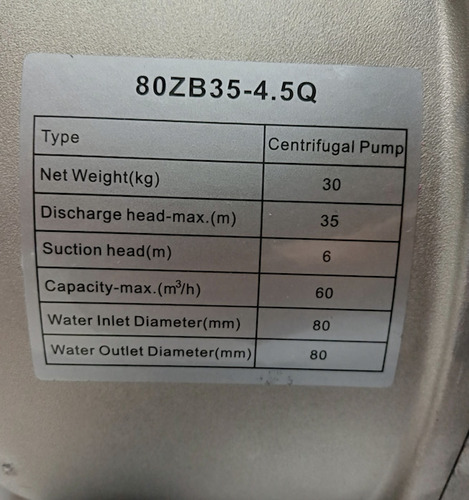 80ZB35-4.5Q
Type Centrifugal Pump
Net Weight(kg) 30
Discharge head-max.(m) 35
Suction head(m) 6
Capacity-max.(m³/h) 60
Water Inlet Diameter(mm) 80
Water Outlet Diameter(mm) 80